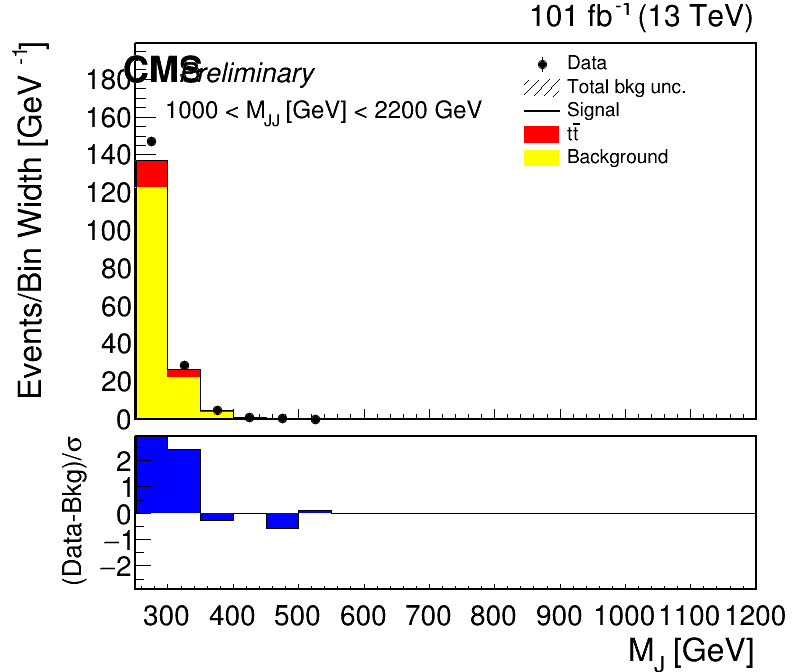 101 fb⁻¹ (13 TeV)
CMS Preliminary
1000 < M_JJ [GeV] < 2200 GeV
Data
Total bkg unc.
Signal
tt̄
Background
Events/Bin Width [GeV⁻¹]
180
160
140
120
100
80
60
40
20
0
(Data-Bkg)/σ
2
1
0
−1
−2
300 400 500 600 700 800 900 1000 1100 1200
M_J [GeV]